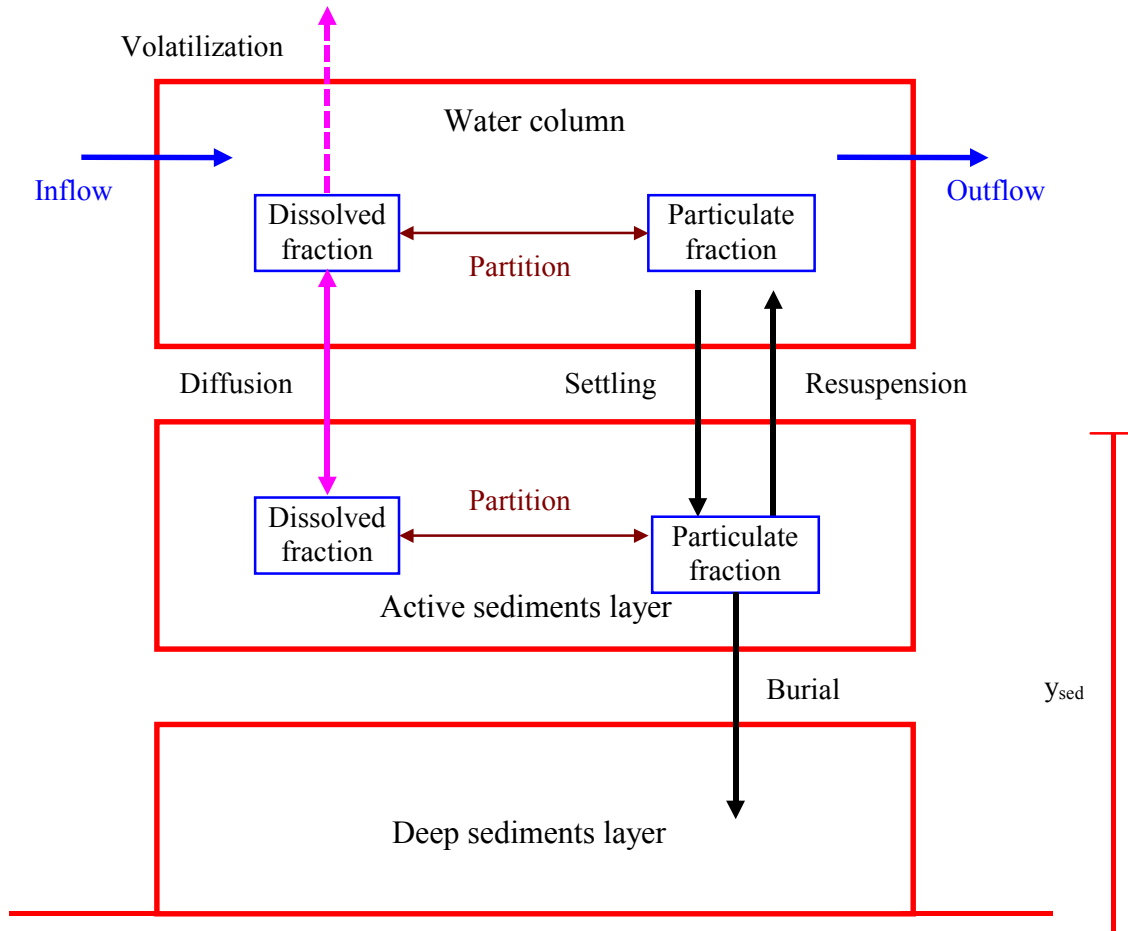 Volatilization
Water column
Inflow
Outflow
Dissolved
fraction
Particulate
fraction
Partition
Diffusion
Settling
Resuspension
Partition
Dissolved
fraction
Particulate
fraction
Active sediments layer
Burial
ysed
Deep sediments layer